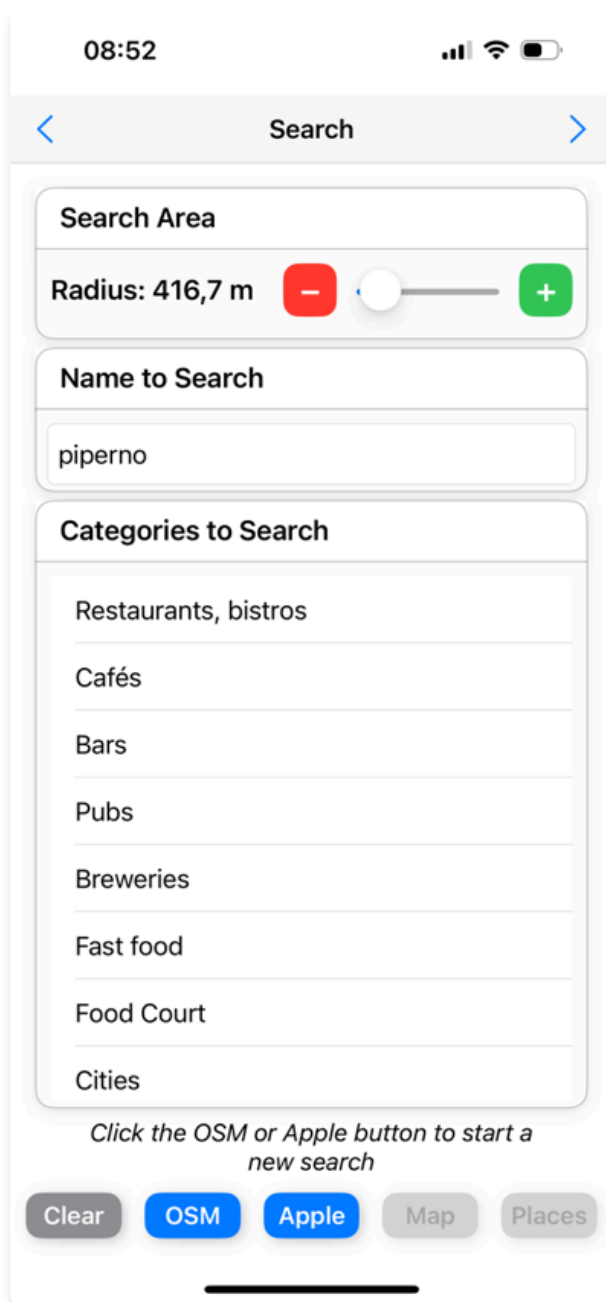 08:52
Search
Search Area
Radius: 416,7 m
Name to Search
piperno
Categories to Search
Restaurants, bistros
Cafés
Bars
Pubs
Breweries
Fast food
Food Court
Cities
Click the OSM or Apple button to start a
new search
Clear OSM Apple Map Places